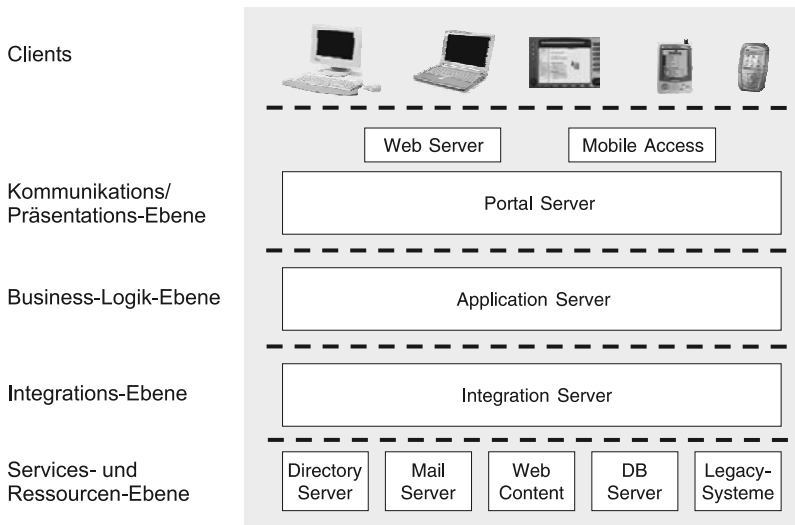 Clients
Web Server
Mobile Access
Kommunikations/
Präsentations-Ebene
Portal Server
Business-Logik-Ebene
Application Server
Integrations-Ebene
Integration Server
Services- und
Ressourcen-Ebene
Directory
Server
Mail
Server
Web
Content
DB
Server
Legacy-
Systeme